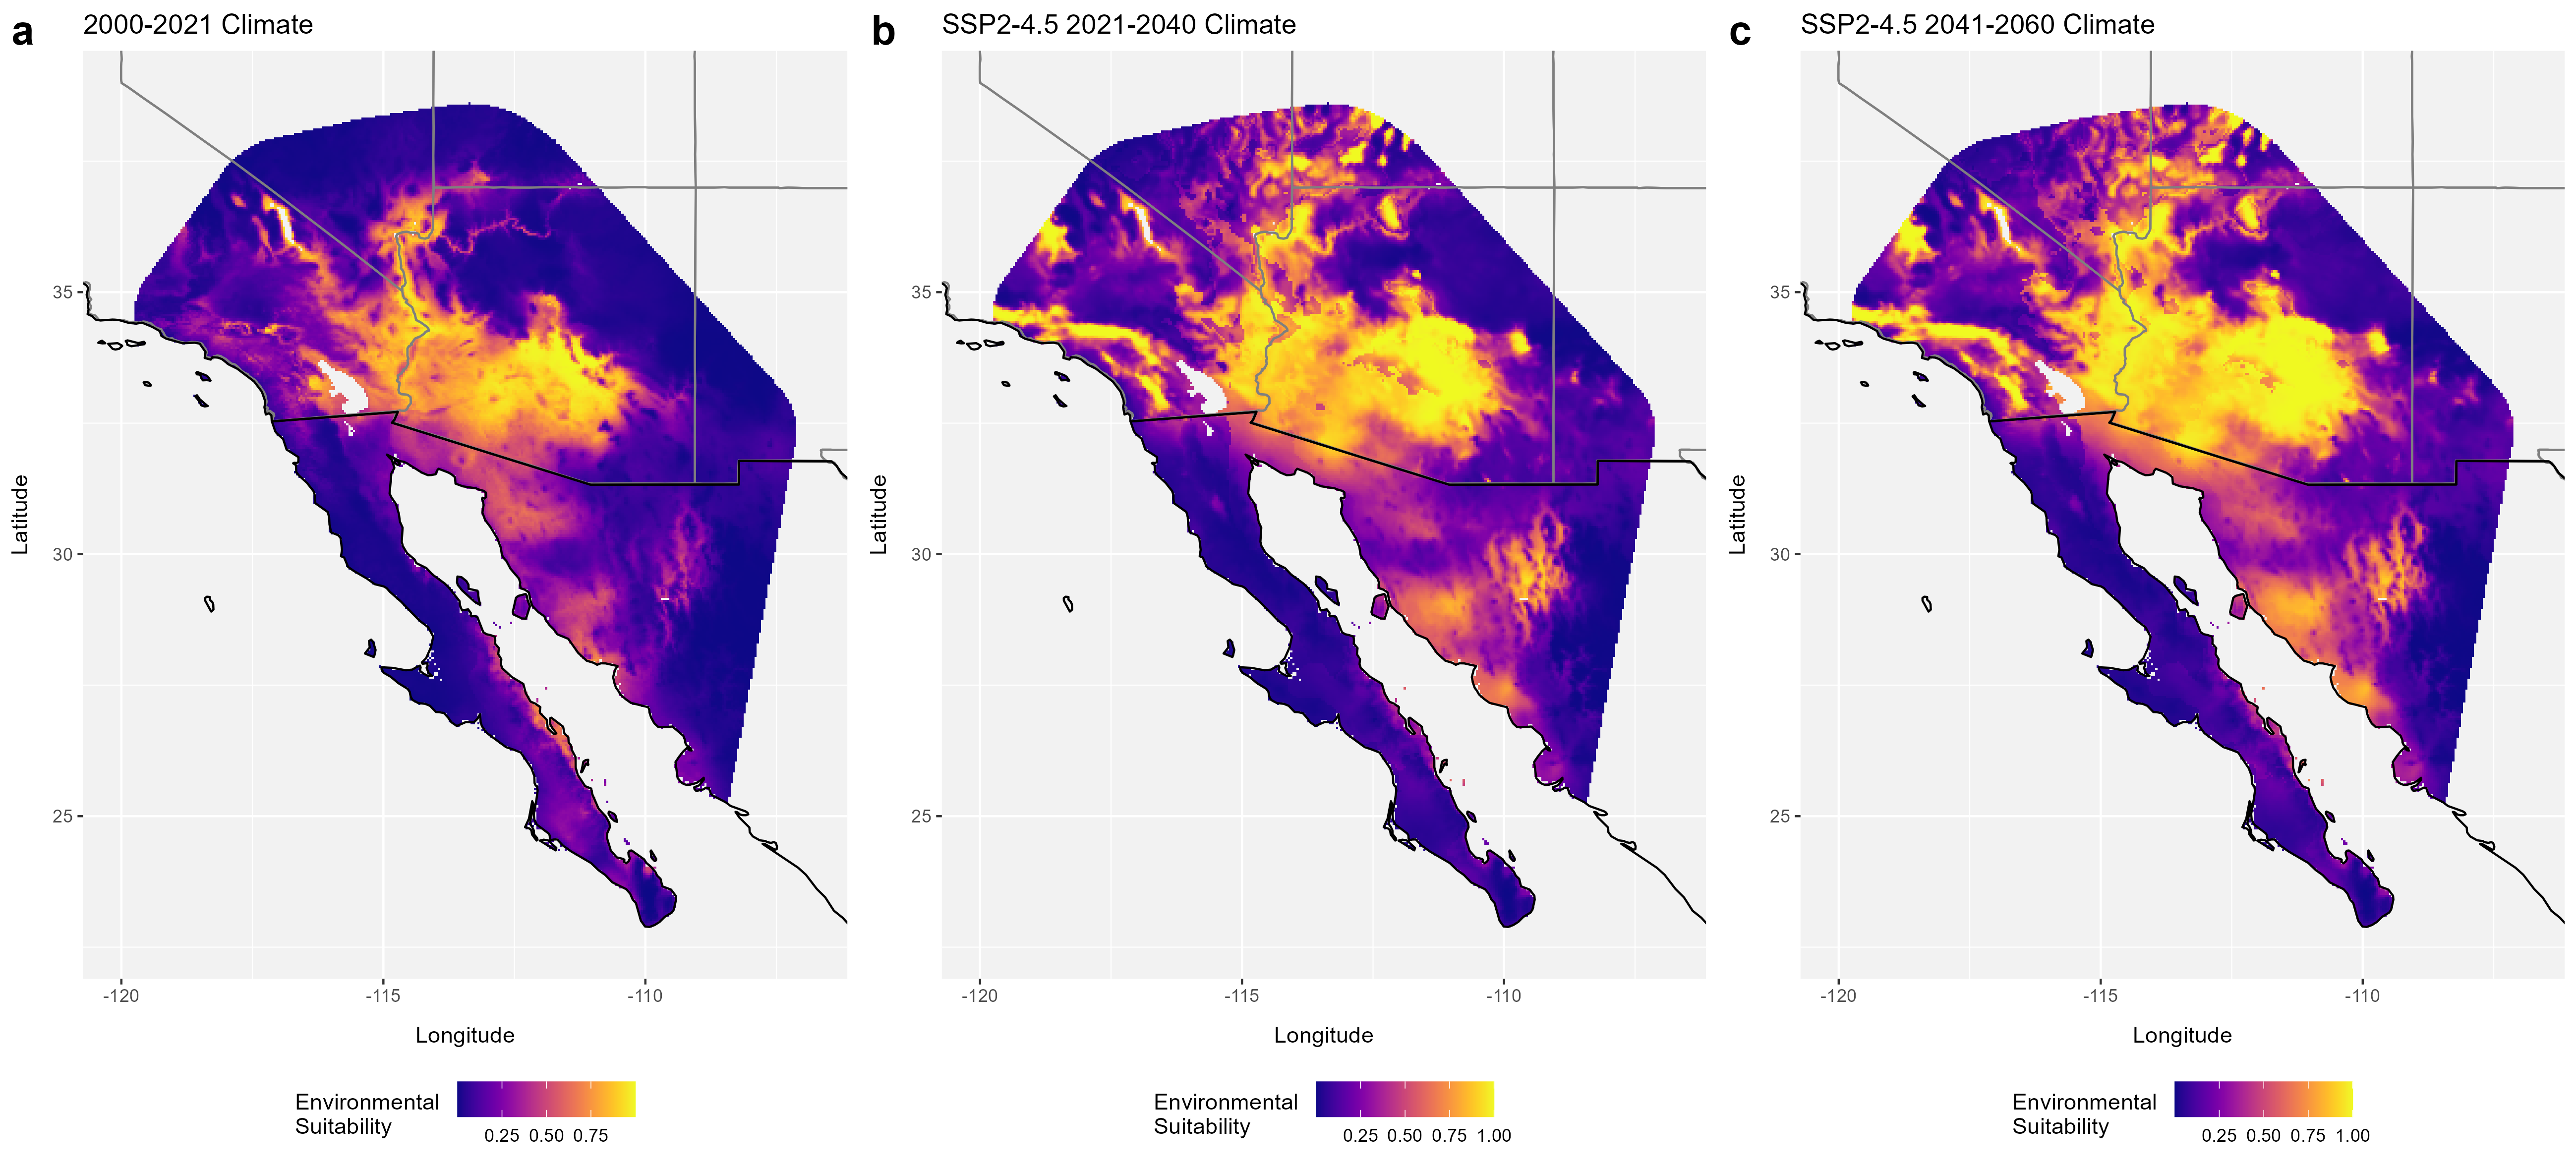 a 2000-2021 Climate
b SSP2-4.5 2021-2040 Climate
c SSP2-4.5 2041-2060 Climate
Latitude
35
30
25
-120 -115 -110
Longitude
Environmental
Suitability
0.25 0.50 0.75
Latitude
35
30
25
-120 -115 -110
Longitude
Environmental
Suitability
0.25 0.50 0.75 1.00
Latitude
35
30
25
-120 -115 -110
Longitude
Environmental
Suitability
0.25 0.50 0.75 1.00